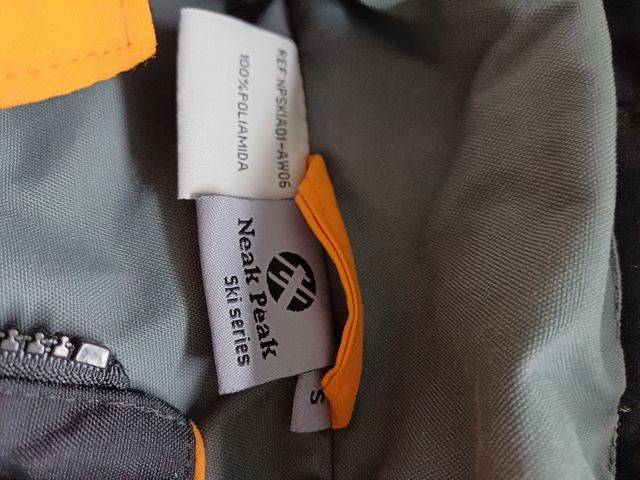 REF:NPSKIA01-AW06
100%POLIAMIDA
Neak Peak
Ski series
S